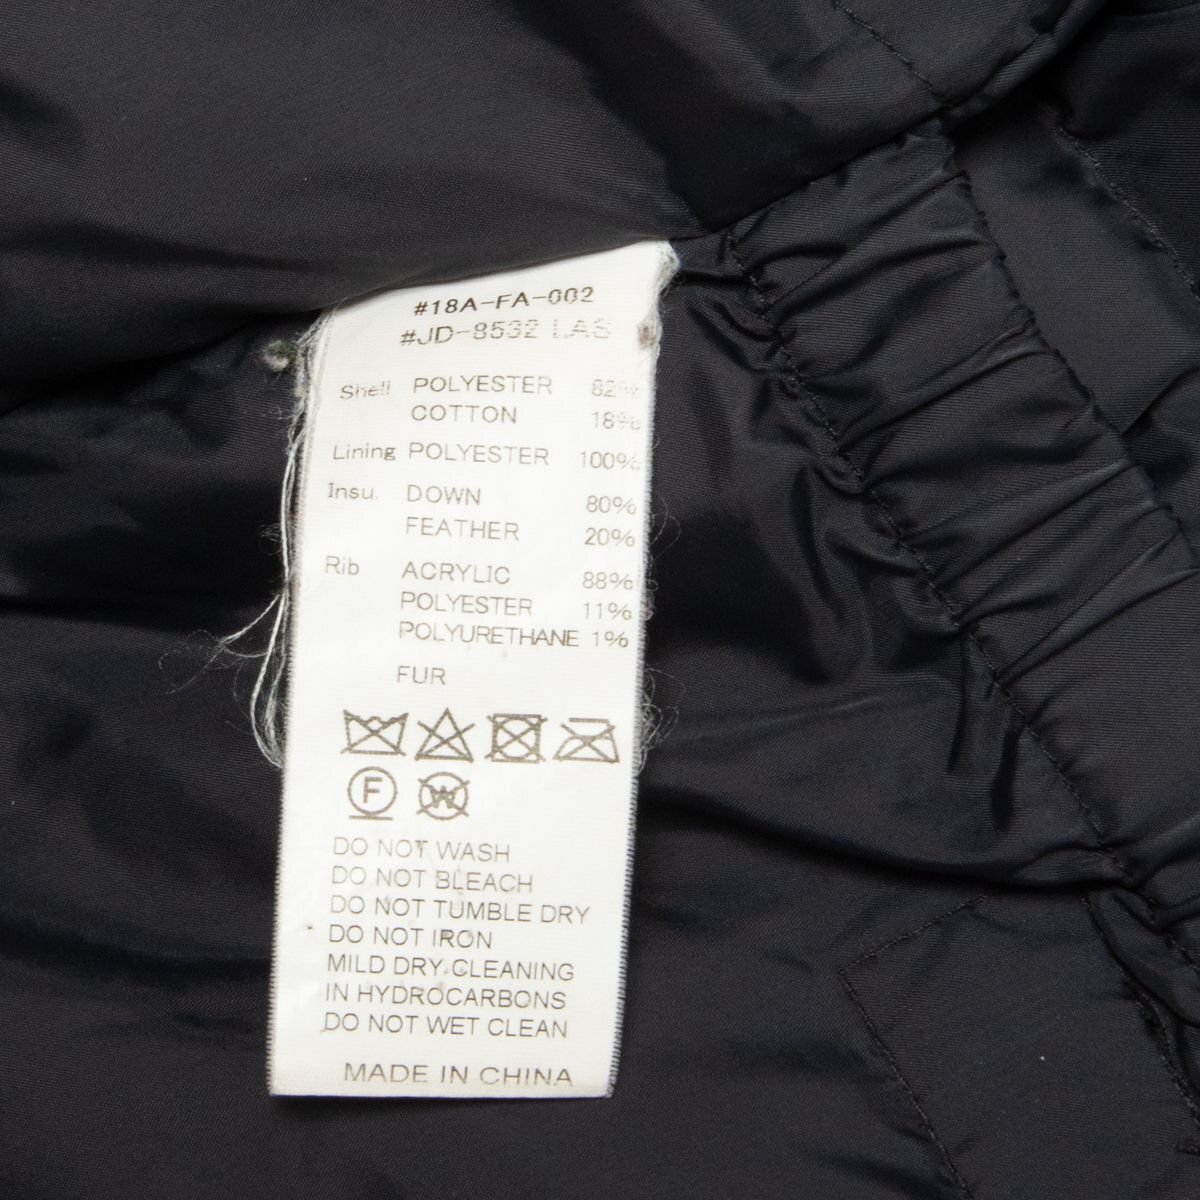 #18A-FA-002
#JD-8532 LAS
Shell POLYESTER 82%
COTTON 18%
Lining POLYESTER 100%
Insu. DOWN 80%
FEATHER 20%
Rib ACRYLIC 88%
POLYESTER 11%
POLYURETHANE 1%
FUR
F W
DO NOT WASH
DO NOT BLEACH
DO NOT TUMBLE DRY
DO NOT IRON
MILD DRY CLEANING
IN HYDROCARBONS
DO NOT WET CLEAN
MADE IN CHINA